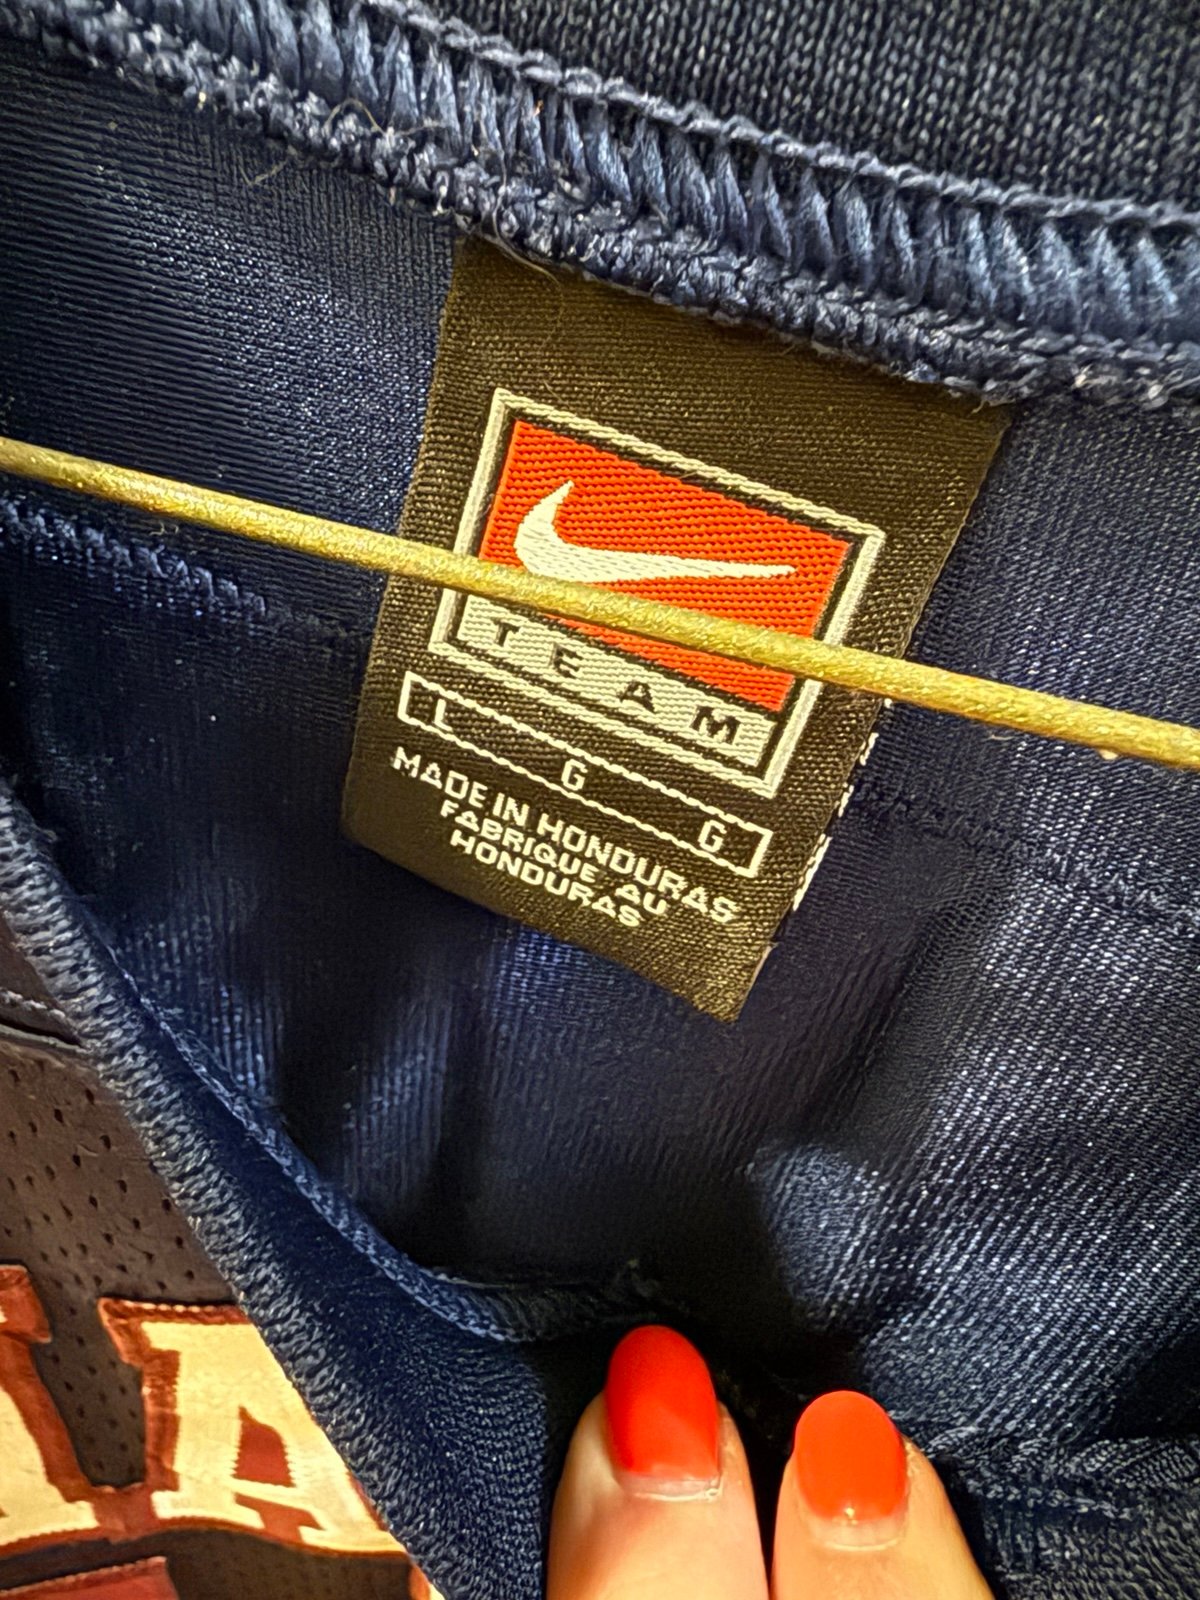 TEAM
L G G
MADE IN HONDURAS
FABRIQUE AU
HONDURAS